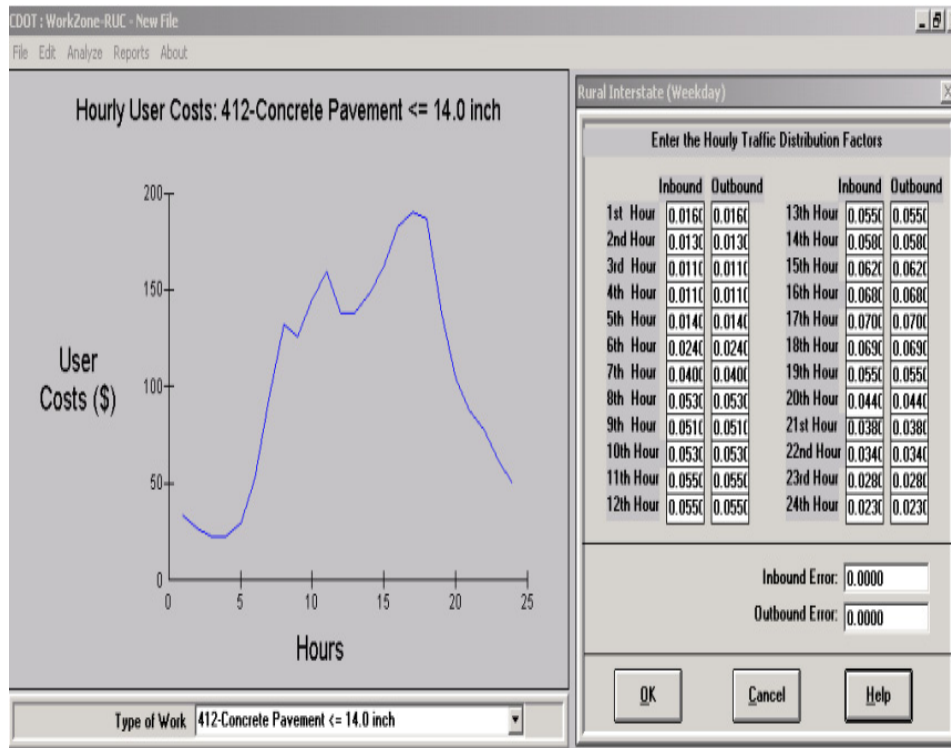 CDOT : WorkZone-RUC - New File
File Edit Analyze Reports About
Hourly User Costs: 412-Concrete Pavement <= 14.0 inch
200
150
100
50
0
User
Costs ($)
0 5 10 15 20 25
Hours
Type of Work 412-Concrete Pavement <= 14.0 inch
Rural Interstate (Weekday)
Enter the Hourly Traffic Distribution Factors
Inbound Outbound Inbound Outbound
1st Hour 0.0160 0.0160 13th Hour 0.0550 0.0550
2nd Hour 0.0130 0.0130 14th Hour 0.0580 0.0580
3rd Hour 0.0110 0.0110 15th Hour 0.0620 0.0620
4th Hour 0.0110 0.0110 16th Hour 0.0680 0.0680
5th Hour 0.0140 0.0140 17th Hour 0.0700 0.0700
6th Hour 0.0240 0.0240 18th Hour 0.0690 0.0690
7th Hour 0.0400 0.0400 19th Hour 0.0550 0.0550
8th Hour 0.0530 0.0530 20th Hour 0.0440 0.0440
9th Hour 0.0510 0.0510 21st Hour 0.0380 0.0380
10th Hour 0.0530 0.0530 22nd Hour 0.0340 0.0340
11th Hour 0.0550 0.0550 23rd Hour 0.0280 0.0280
12th Hour 0.0550 0.0550 24th Hour 0.0230 0.0230
Inbound Error: 0.0000
Outbound Error: 0.0000
OK Cancel Help